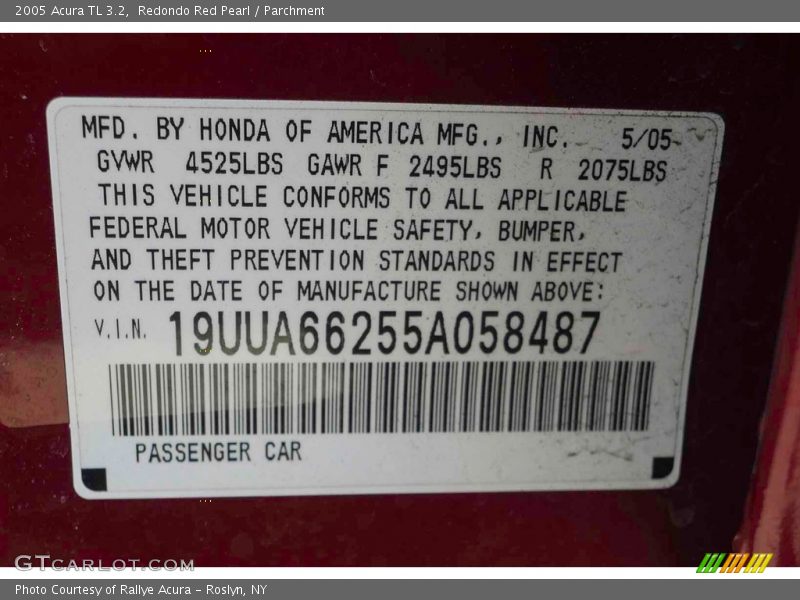 2005 Acura TL 3.2, Redondo Red Pearl / Parchment
MFD. BY HONDA OF AMERICA MFG., INC. 5/05
GVWR 4525LBS GAWR F 2495LBS R 2075LBS
THIS VEHICLE CONFORMS TO ALL APPLICABLE
FEDERAL MOTOR VEHICLE SAFETY, BUMPER,
AND THEFT PREVENTION STANDARDS IN EFFECT
ON THE DATE OF MANUFACTURE SHOWN ABOVE:
V.I.N. 19UUA66255A058487
PASSENGER CAR
GTCARLOT.COM
Photo Courtesy of Rallye Acura - Roslyn, NY